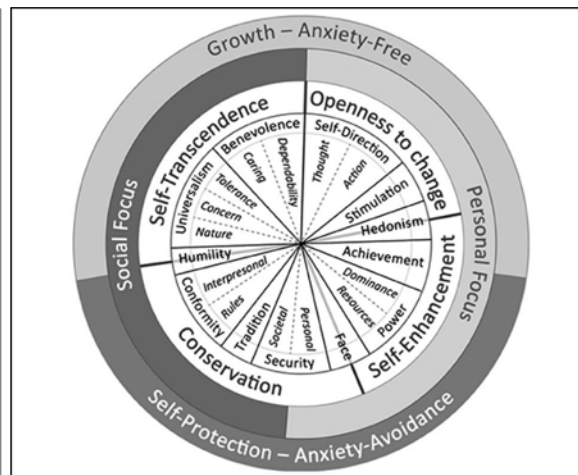 Growth – Anxiety-Free
Social Focus
Personal Focus
Self-Protection – Anxiety-Avoidance
Self-Transcendence
Openness to change
Self-Enhancement
Conservation
Benevolence
Caring
Dependability
Universalism
Tolerance
Concern
Nature
Humility
Conformity
Interpresonal
Rules
Tradition
Security
Societal
Personal
Face
Power
Resources
Dominance
Achievement
Hedonism
Stimulation
Self-Direction
Thought
Action